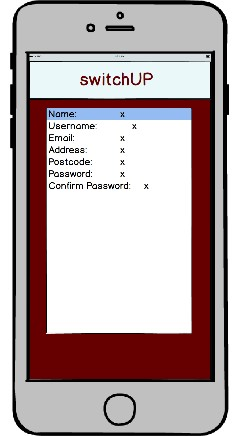 switchUP
Name: x
Username: x
Email: x
Address: x
Postcode: x
Password: x
Confirm Password: x